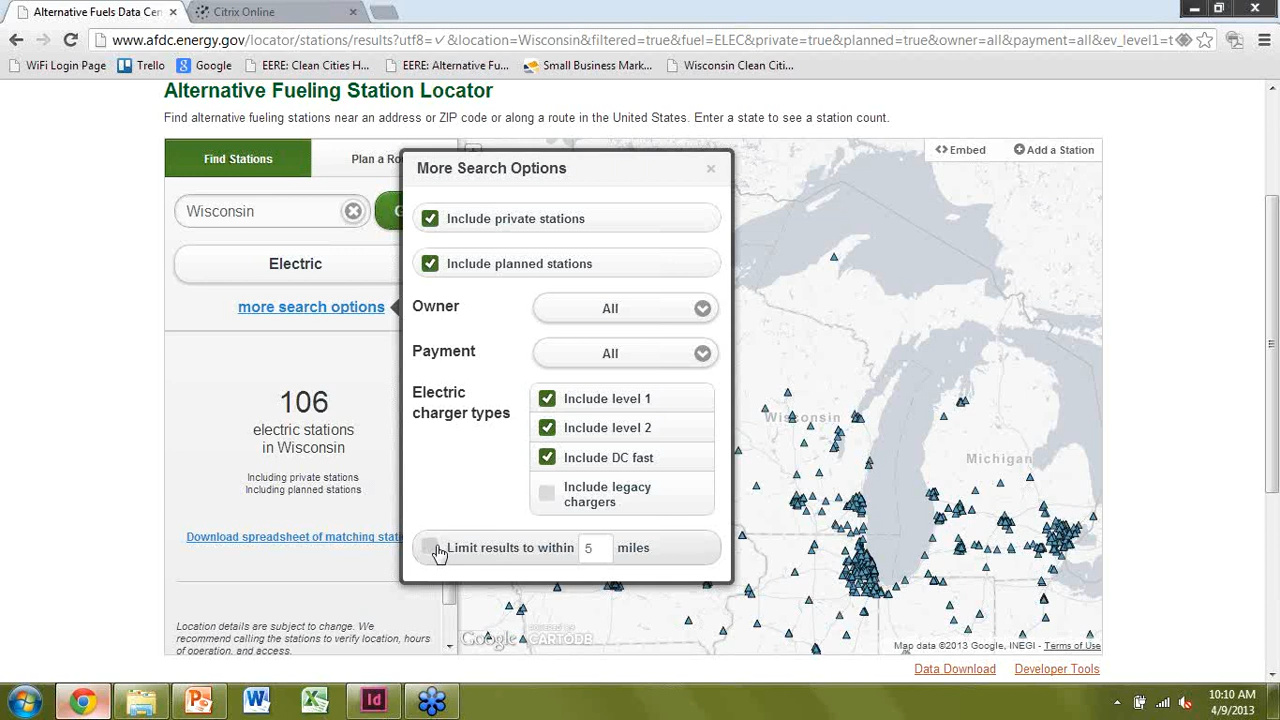 Alternative Fuels Data Cen
Citrix Online
www.afdc.energy.gov/locator/stations/results?utf8=✓&location=Wisconsin&filtered=true&fuel=ELEC&private=true&planned=true&owner=all&payment=all&ev_level1=t
WiFi Login Page
Trello
Google
EERE: Clean Cities H...
EERE: Alternative Fu...
Small Business Mark...
Wisconsin Clean Citi...
Alternative Fueling Station Locator
Find alternative fueling stations near an address or ZIP code or along a route in the United States. Enter a state to see a station count.
Find Stations
Plan a Ro
Embed
Add a Station
More Search Options
Wisconsin
G
Include private stations
Electric
Include planned stations
more search options
Owner
All
Payment
All
106
electric stations
in Wisconsin
Including private stations
Including planned stations
Electric
charger types
Include level 1
Include level 2
Include DC fast
Include legacy
chargers
Download spreadsheet of matching stati
Limit results to within 5 miles
Wisconsin
Michigan
Location details are subject to change. We
recommend calling the stations to verify location, hours
of operation, and access.
Google
CARTODB
Map data ©2013 Google, INEGI - Terms of Use
Data Download
Developer Tools
10:10 AM
4/9/2013